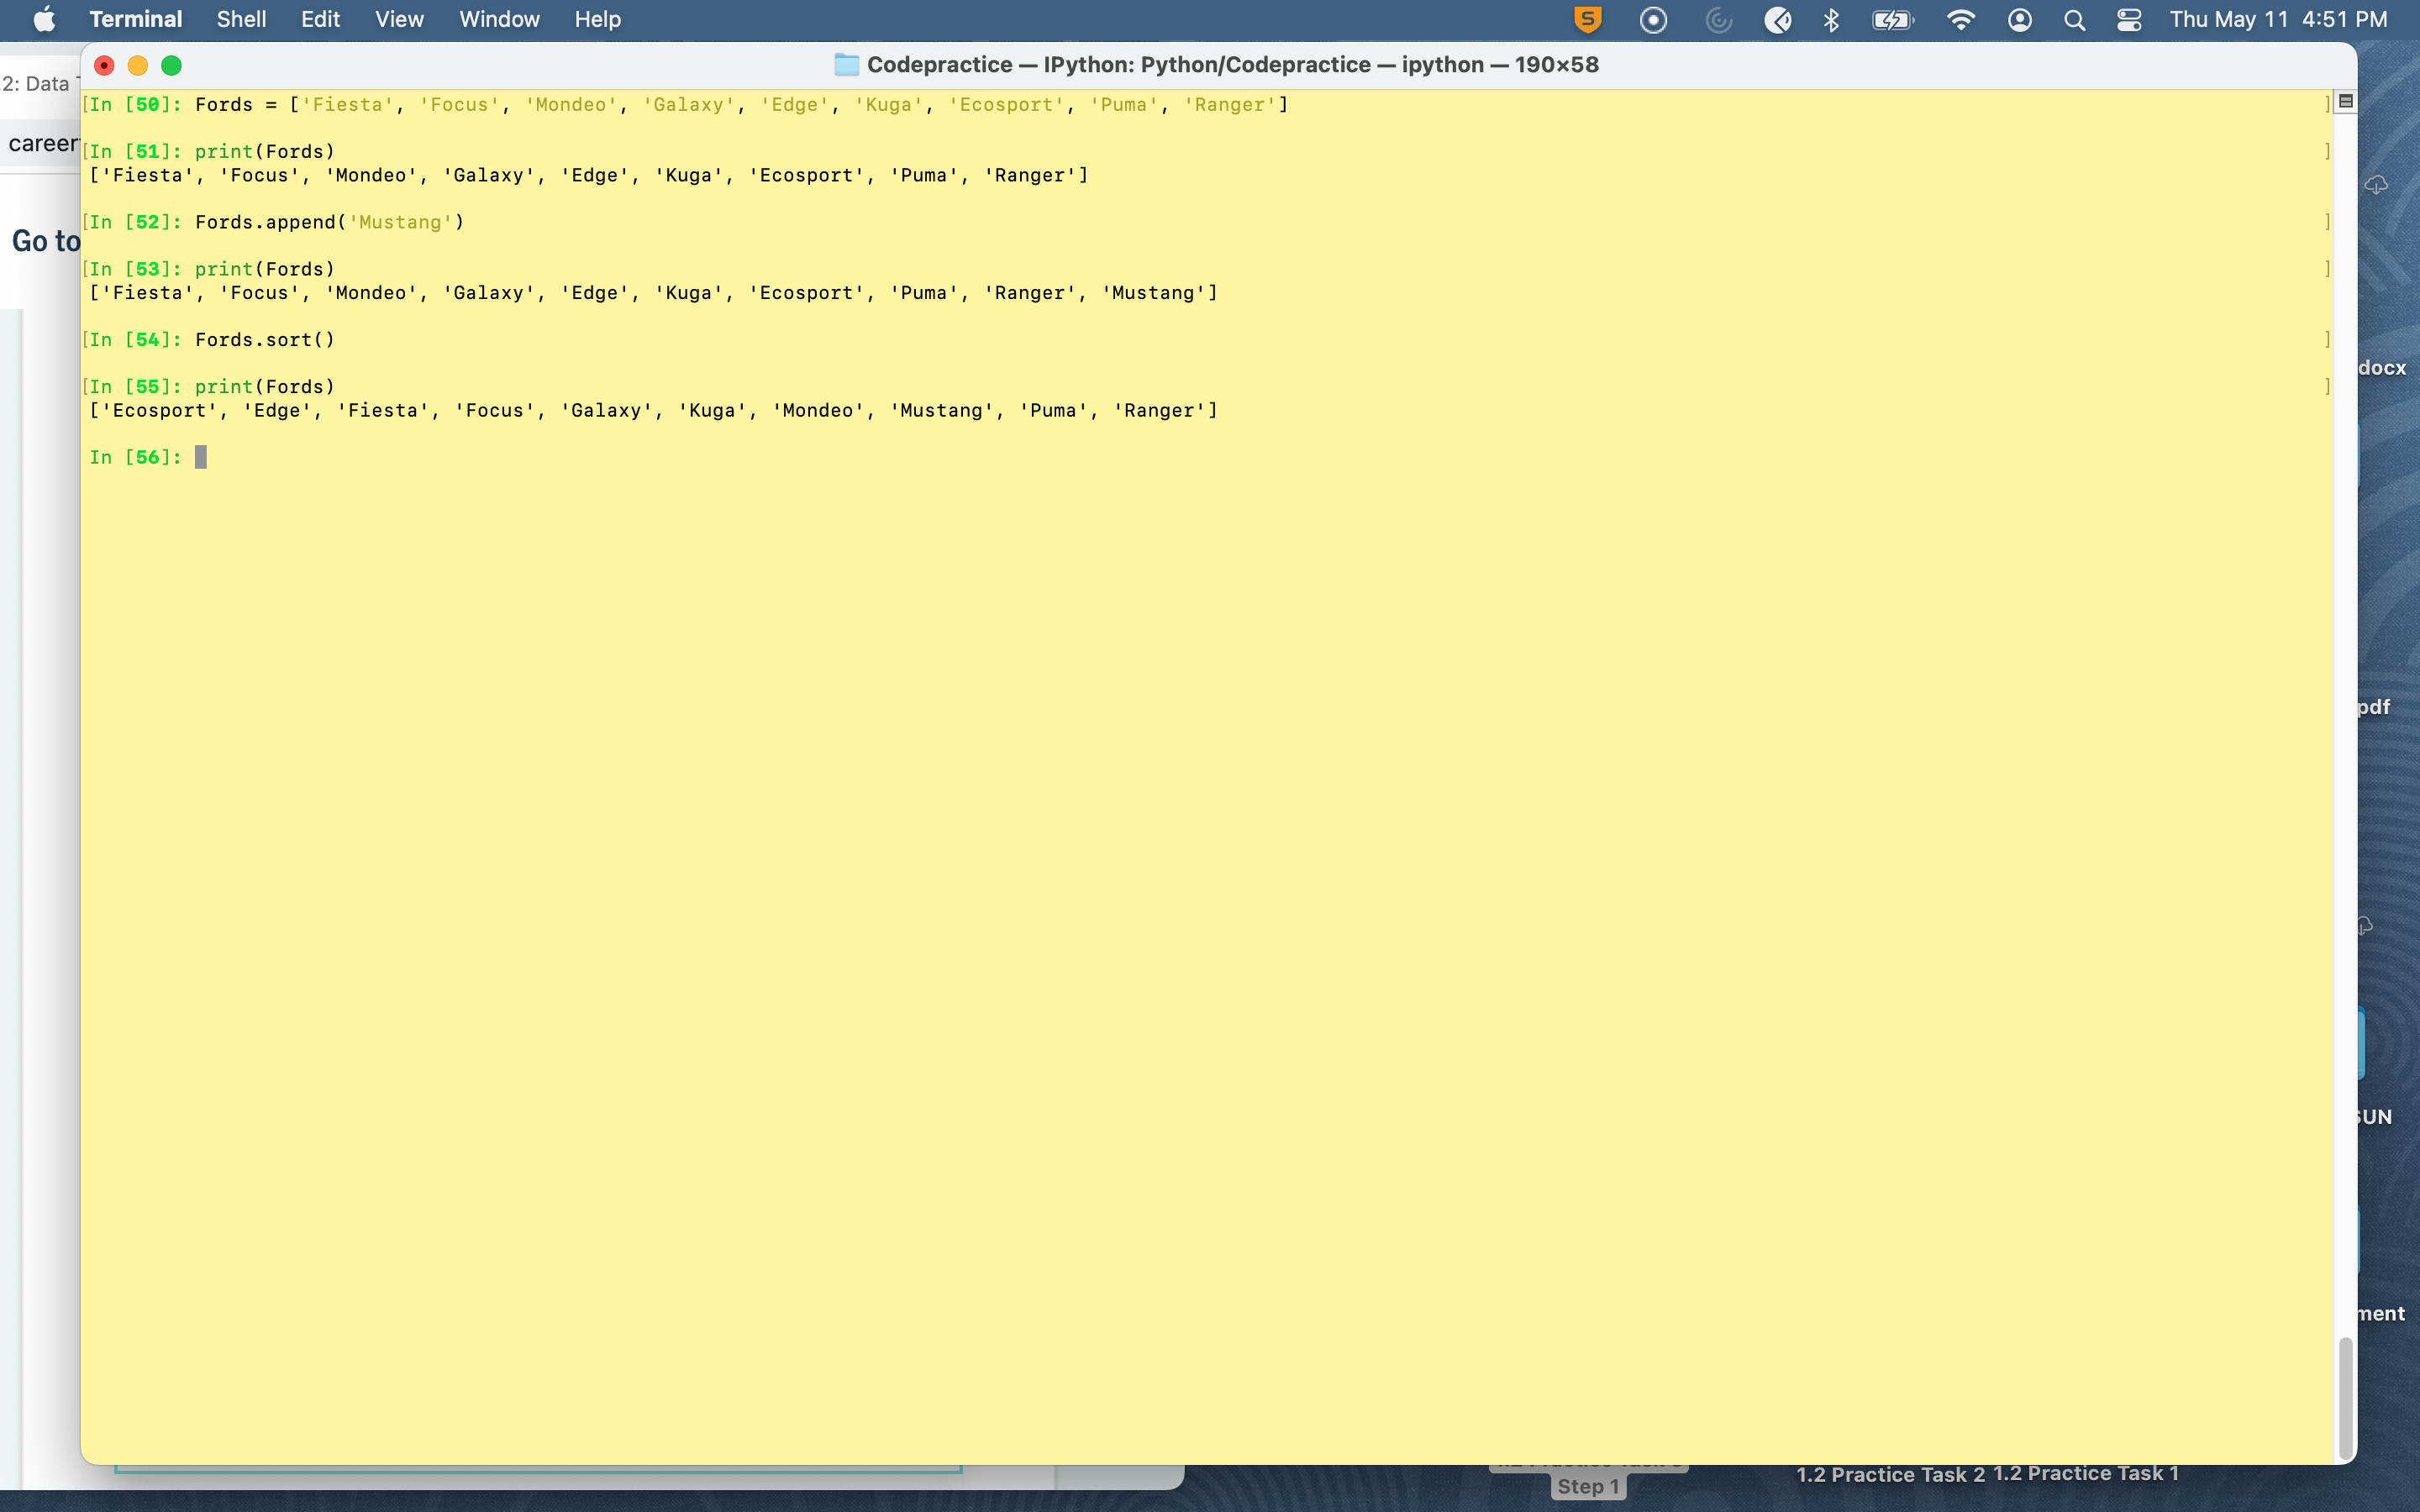 Terminal Shell Edit View Window Help
S
Thu May 11 4:51 PM
Codepractice — IPython: Python/Codepractice — ipython — 190×58
2: Data
career
Go to
[In [50]: Fords = ['Fiesta', 'Focus', 'Mondeo', 'Galaxy', 'Edge', 'Kuga', 'Ecosport', 'Puma', 'Ranger'] ]
[In [51]: print(Fords) ]
['Fiesta', 'Focus', 'Mondeo', 'Galaxy', 'Edge', 'Kuga', 'Ecosport', 'Puma', 'Ranger']
[In [52]: Fords.append('Mustang') ]
[In [53]: print(Fords) ]
['Fiesta', 'Focus', 'Mondeo', 'Galaxy', 'Edge', 'Kuga', 'Ecosport', 'Puma', 'Ranger', 'Mustang']
[In [54]: Fords.sort() ]
[In [55]: print(Fords) ]
['Ecosport', 'Edge', 'Fiesta', 'Focus', 'Galaxy', 'Kuga', 'Mondeo', 'Mustang', 'Puma', 'Ranger']
In [56]:
docx
pdf
SUN
ment
Step 1
1.2 Practice Task 2
1.2 Practice Task 1